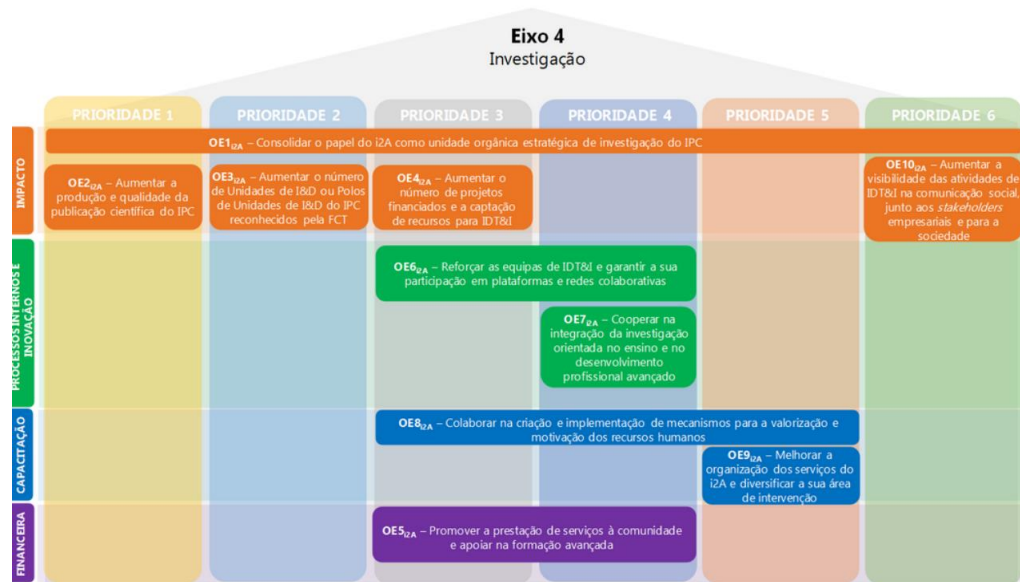 Eixo 4
Investigação
PRIORIDADE 1
PRIORIDADE 2
PRIORIDADE 3
PRIORIDADE 4
PRIORIDADE 5
PRIORIDADE 6
IMPACTO
OE1i2A – Consolidar o papel do i2A como unidade orgânica estratégica de investigação do IPC
OE2i2A – Aumentar a
produção e qualidade da
publicação científica do IPC
OE3i2A – Aumentar o número
de Unidades de I&D ou Polos
de Unidades de I&D do IPC
reconhecidos pela FCT
OE4i2A – Aumentar o
número de projetos
financiados e a captação
de recursos para IDT&I
OE10i2A – Aumentar a
visibilidade das atividades de
IDT&I na comunicação social,
junto aos stakeholders
empresariais e para a
sociedade
PROCESSOS INTERNOS E
INOVAÇÃO
OE6i2A – Reforçar as equipas de IDT&I e garantir a sua
participação em plataformas e redes colaborativas
OE7i2A – Cooperar na
integração da investigação
orientada no ensino e no
desenvolvimento
profissional avançado
CAPACITAÇÃO
OE8i2A – Colaborar na criação e implementação de mecanismos para a valorização e
motivação dos recursos humanos
OE9i2A – Melhorar a
organização dos serviços do
i2A e diversificar a sua área
de intervenção
FINANCEIRA
OE5i2A – Promover a prestação de serviços à comunidade
e apoiar na formação avançada